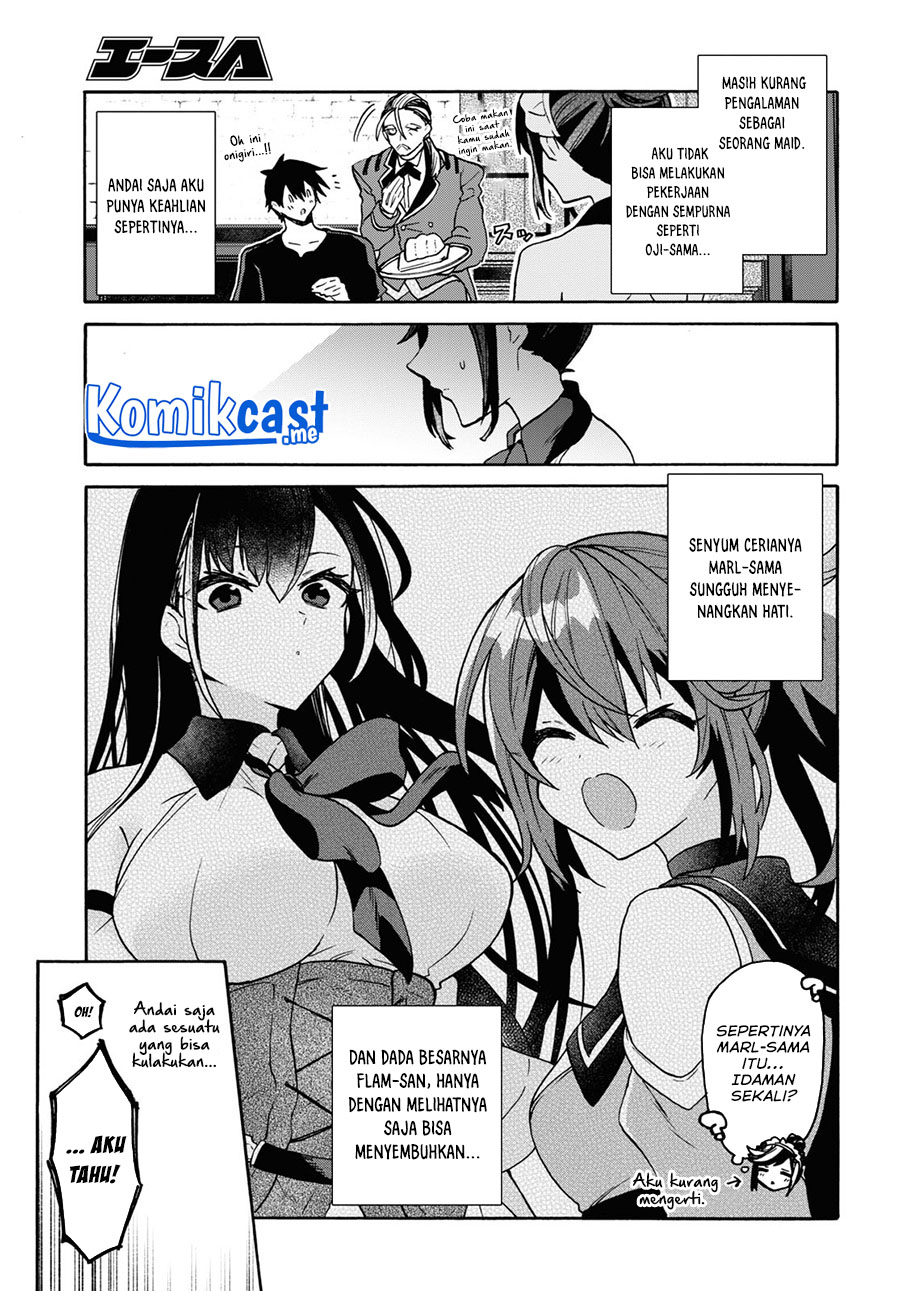 エースA
MASIH KURANG
PENGALAMAN
SEBAGAI
SEORANG MAID.
AKU TIDAK
BISA MELAKUKAN
PEKERJAAN
DENGAN SEMPURNA
SEPERTI
OJI-SAMA...
Coba makan
ini saat
kamu sudah
ingin makan.
スッ
Oh ini
onigiri...!!
ANDAI SAJA AKU
PUNYA KEAHLIAN
SEPERTINYA...
Komikcast
.me
SENYUM CERIANYA
MARL-SAMA
SUNGGUH MENYE-
NANGKAN HATI.
DAN DADA BESARNYA
FLAM-SAN, HANYA
DENGAN MELIHATNYA
SAJA BISA
MENYEMBUHKAN...
SEPERTINYA
MARL-SAMA
ITU...
IDAMAN
SEKALI?
?
?
?
Aku kurang
mengerti.
Andai saja
ada sesuatu
yang bisa
kulakukan...
OH!
... AKU
TAHU!